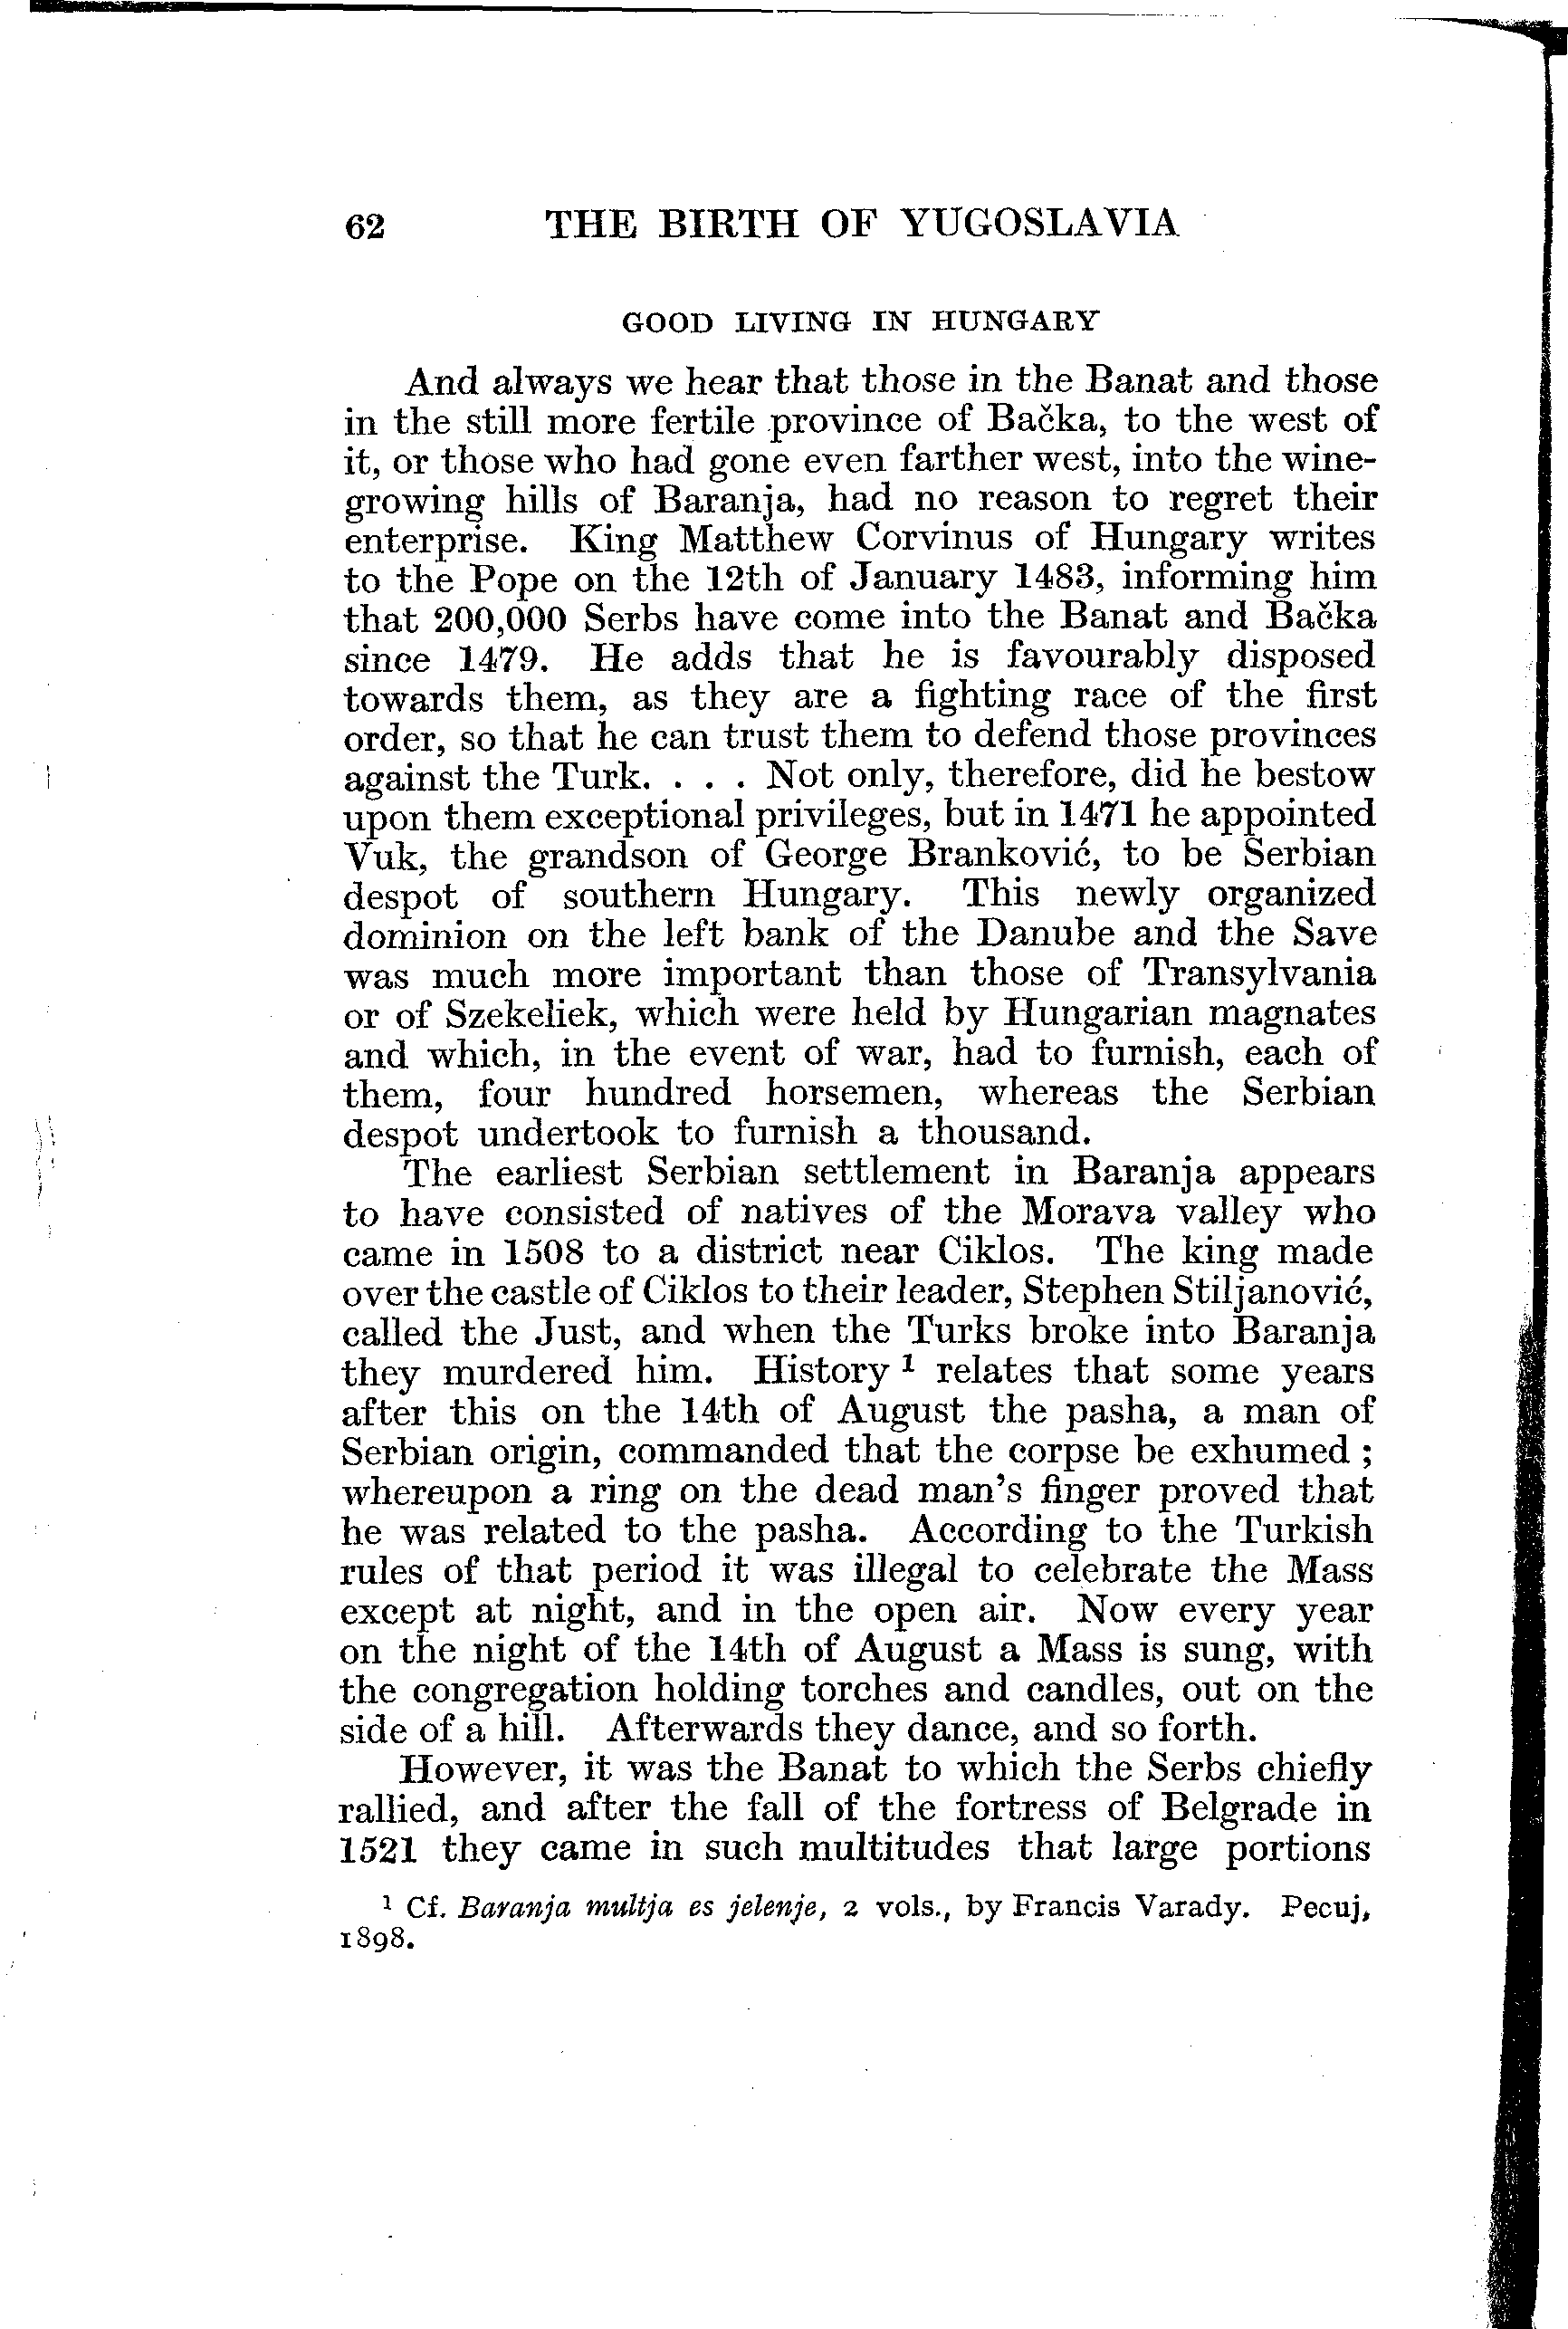 62 THE BIRTH OF YUGOSLAVIA
GOOD LIVING IN HUNGARY
And always we hear that those in the Banat and those
in the still more fertile province of Bačka, to the west of
it, or those who had gone even farther west, into the wine-
growing hills of Baranja, had no reason to regret their
enterprise. King Matthew Corvinus of Hungary writes
to the Pope on the 12th of January 1483, informing him
that 200,000 Serbs have come into the Banat and Bačka
since 1479. He adds that he is favourably disposed
towards them, as they are a fighting race of the first
order, so that he can trust them to defend those provinces
against the Turk. . . . Not only, therefore, did he bestow
upon them exceptional privileges, but in 1471 he appointed
Vuk, the grandson of George Branković, to be Serbian
despot of southern Hungary. This newly organized
dominion on the left bank of the Danube and the Save
was much more important than those of Transylvania
or of Szekeliek, which were held by Hungarian magnates
and which, in the event of war, had to furnish, each of
them, four hundred horsemen, whereas the Serbian
despot undertook to furnish a thousand.
The earliest Serbian settlement in Baranja appears
to have consisted of natives of the Morava valley who
came in 1508 to a district near Ciklos. The king made
over the castle of Ciklos to their leader, Stephen Stiljanović,
called the Just, and when the Turks broke into Baranja
they murdered him. History ¹ relates that some years
after this on the 14th of August the pasha, a man of
Serbian origin, commanded that the corpse be exhumed ;
whereupon a ring on the dead man's finger proved that
he was related to the pasha. According to the Turkish
rules of that period it was illegal to celebrate the Mass
except at night, and in the open air. Now every year
on the night of the 14th of August a Mass is sung, with
the congregation holding torches and candles, out on the
side of a hill. Afterwards they dance, and so forth.
However, it was the Banat to which the Serbs chiefly
rallied, and after the fall of the fortress of Belgrade in
1521 they came in such multitudes that large portions
¹ Cf. Baranja multja es jelenje, 2 vols., by Francis Varady. Pecuj,
1898.